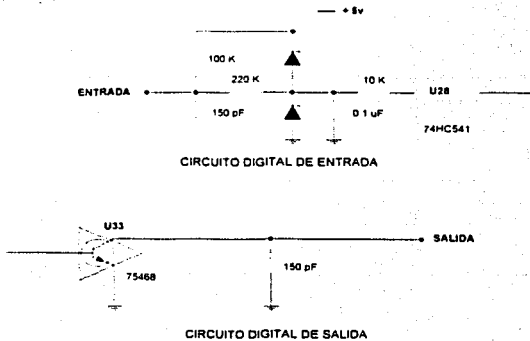 + 5v
100 K
220 K
10 K
ENTRADA
U28
150 pF
0.1 uF
74HC541
CIRCUITO DIGITAL DE ENTRADA
U33
SALIDA
75468
150 pF
CIRCUITO DIGITAL DE SALIDA